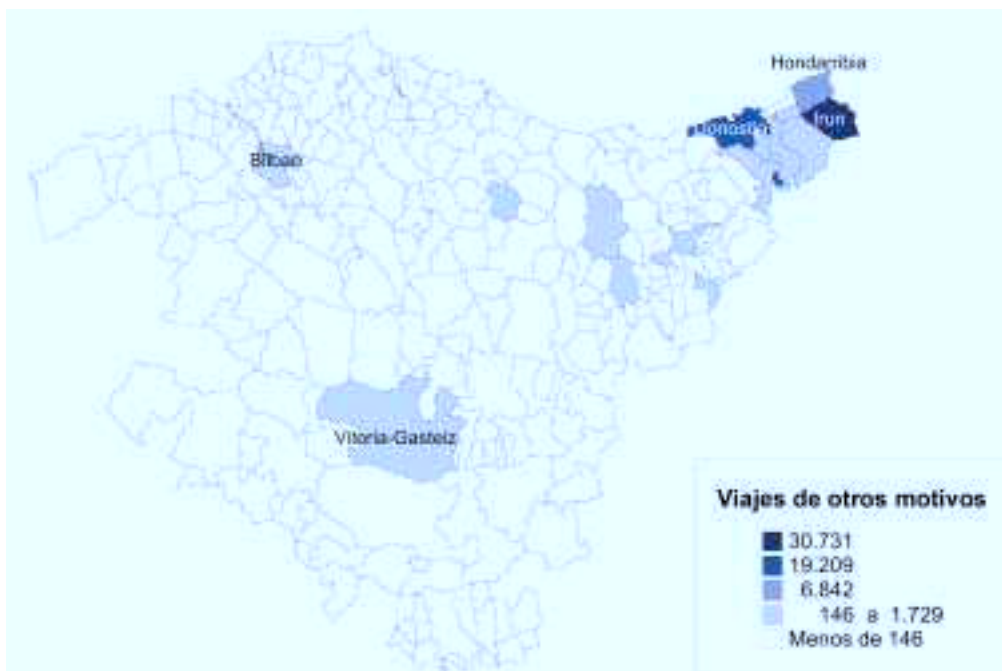 Hondarribia
Irun
Donostia
Bilbao
Vitoria-Gasteiz
Viajes de otros motivos
30.731
19.209
6.842
146 a 1.729
Menos de 146